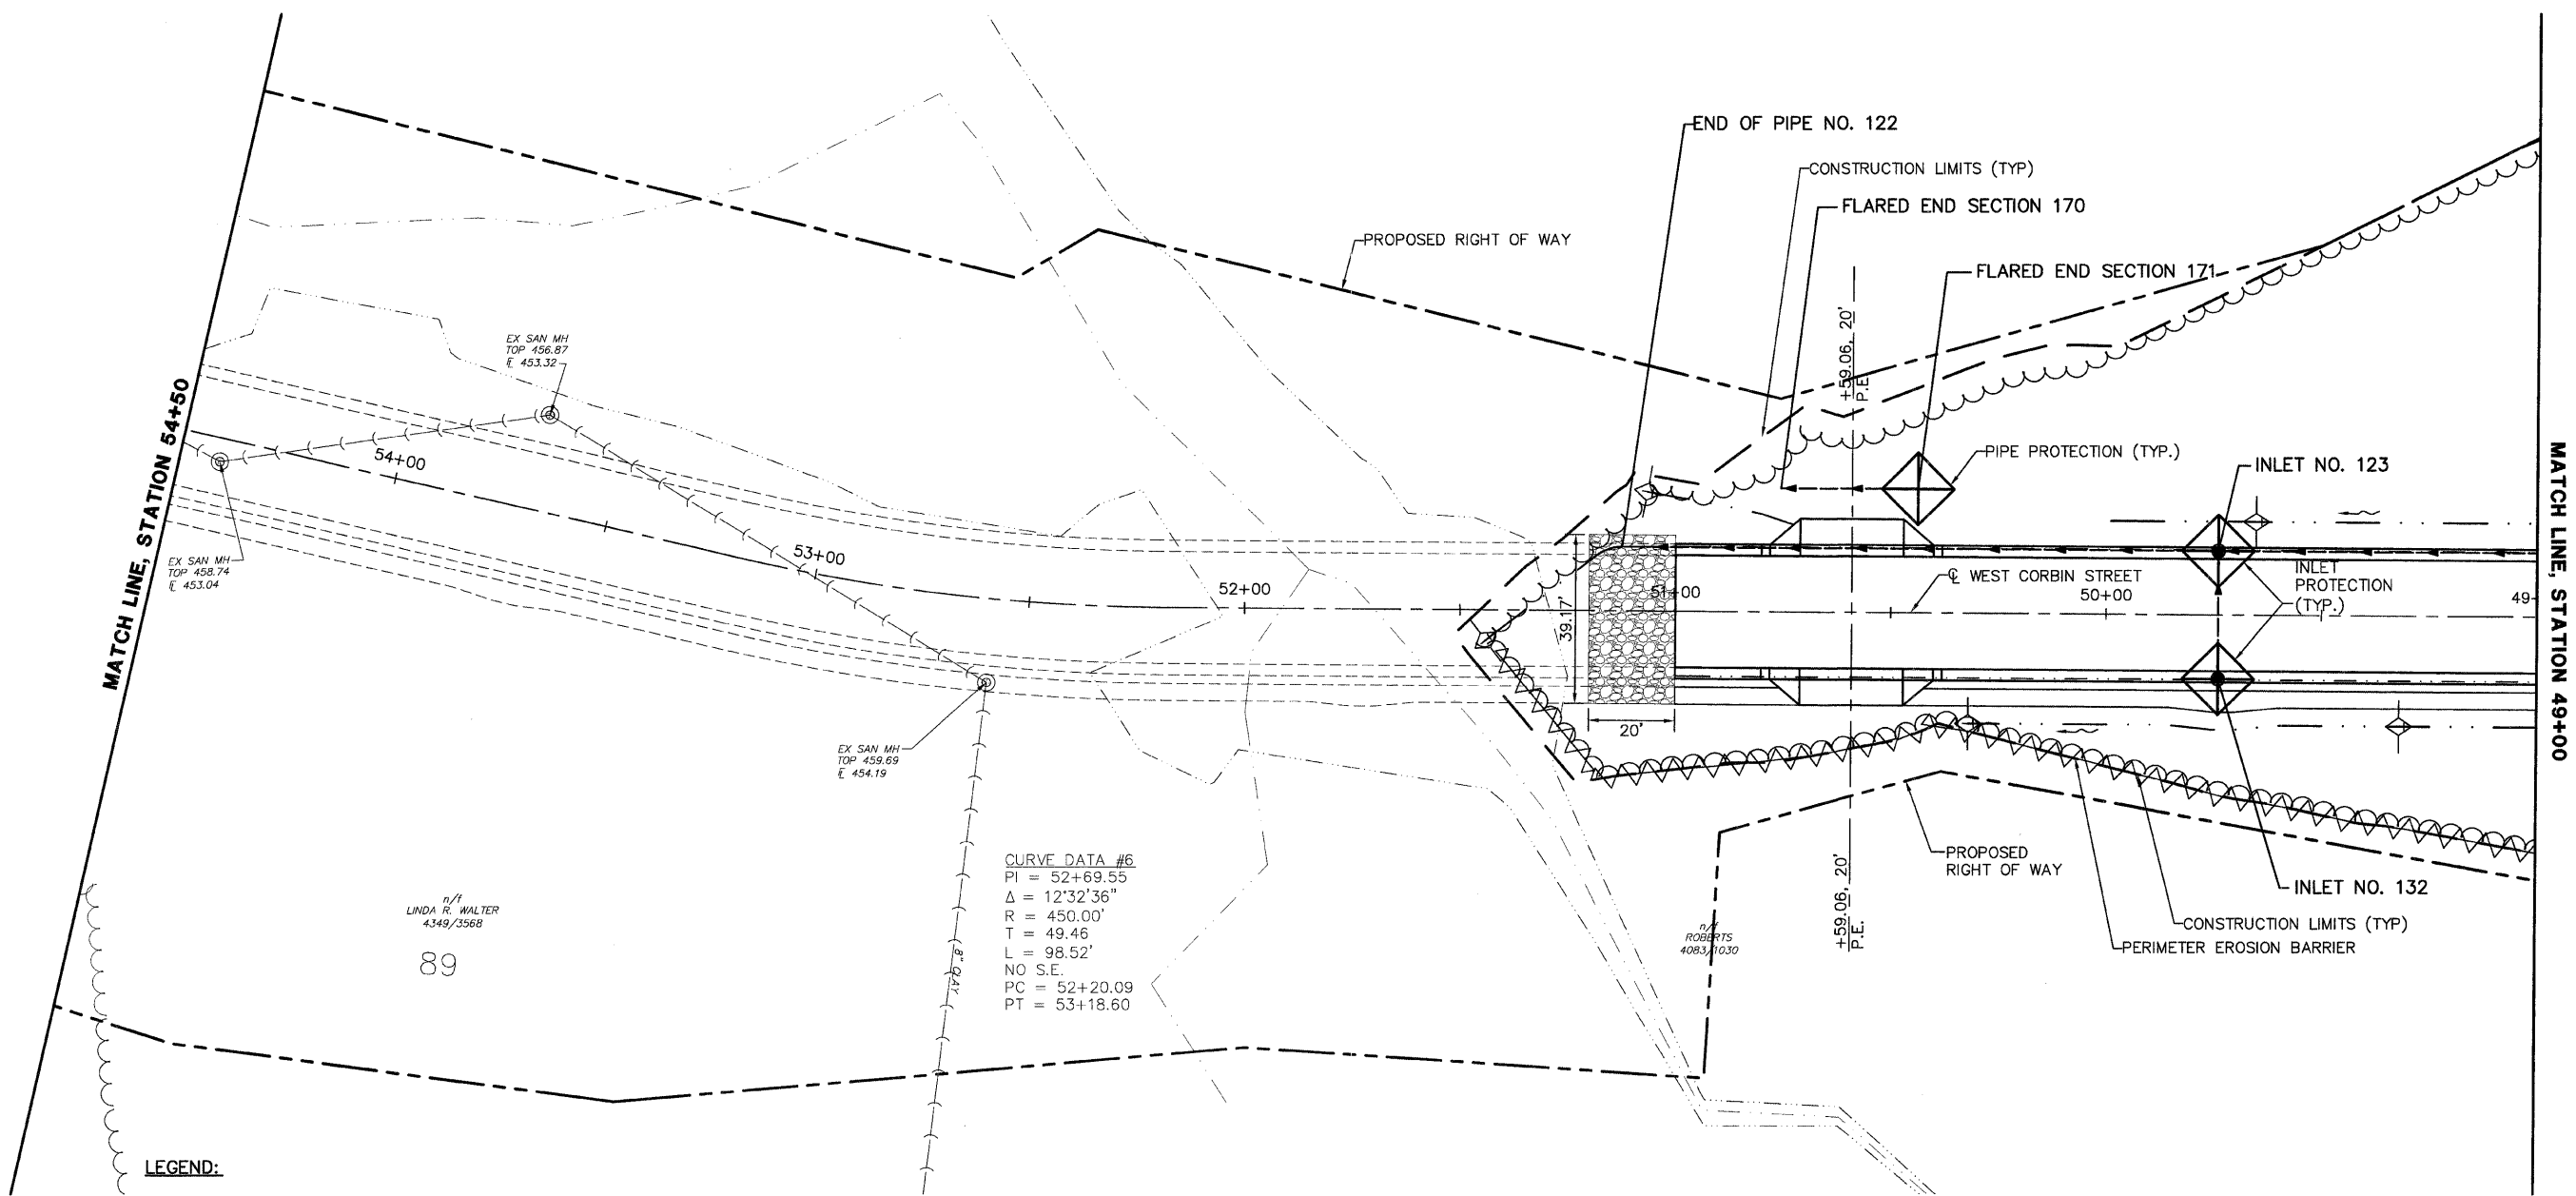 MATCH LINE, STATION 54+50
END OF PIPE NO. 122
CONSTRUCTION LIMITS (TYP)
FLARED END SECTION 170
PROPOSED RIGHT OF WAY
FLARED END SECTION 171
+59.06, 20'
P.E.
EX SAN MH
TOP 456.87
FL 453.32
PIPE PROTECTION (TYP.)
INLET NO. 123
MATCH LINE, STATION 49+00
54+00
53+00
52+00
51+00
50+00
49+
EX SAN MH
TOP 458.74
FL 453.04
CL WEST CORBIN STREET
INLET
PROTECTION
(TYP.)
39.17'
20'
EX SAN MH
TOP 459.69
FL 454.19
CURVE DATA #6
PI = 52+69.55
Δ = 12°32'36"
R = 450.00'
T = 49.46
L = 98.52'
NO S.E.
PC = 52+20.09
PT = 53+18.60
n/f
LINDA R. WALTER
4349/3568
89
8" CLAY
n/f
ROBERTS
4083/1030
+59.06, 20'
P.E.
PROPOSED
RIGHT OF WAY
INLET NO. 132
CONSTRUCTION LIMITS (TYP)
PERIMETER EROSION BARRIER
LEGEND: